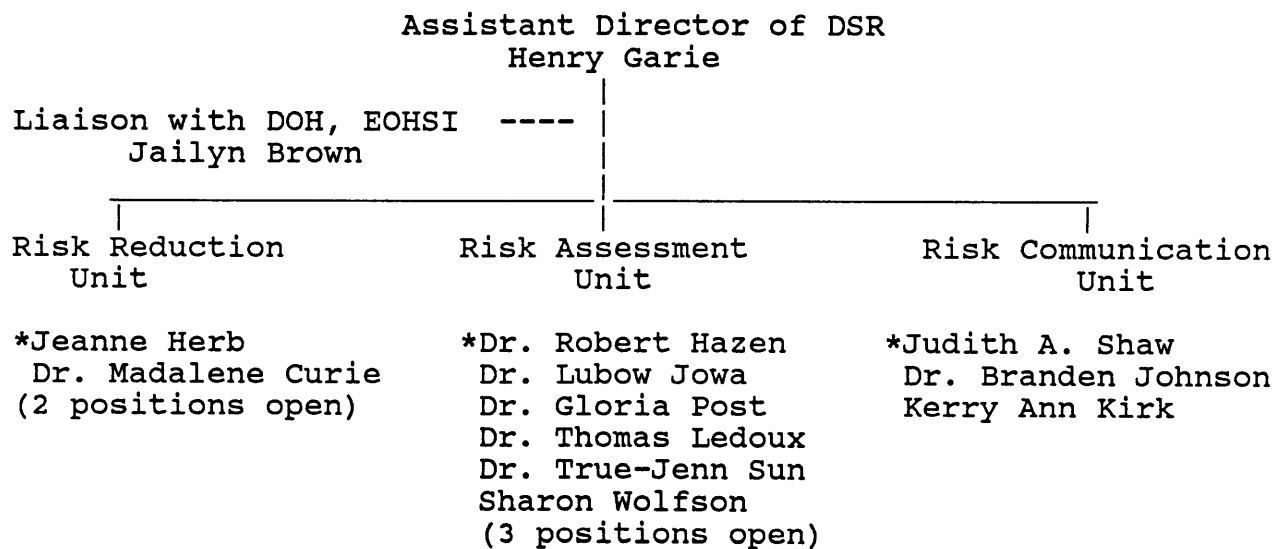 Assistant Director of DSR
Henry Garie
Liaison with DOH, EOHSI ----
Jailyn Brown
Risk Reduction
Unit
*Jeanne Herb
Dr. Madalene Curie
(2 positions open)
Risk Assessment
Unit
*Dr. Robert Hazen
Dr. Lubow Jowa
Dr. Gloria Post
Dr. Thomas Ledoux
Dr. True-Jenn Sun
Sharon Wolfson
(3 positions open)
Risk Communication
Unit
*Judith A. Shaw
Dr. Branden Johnson
Kerry Ann Kirk